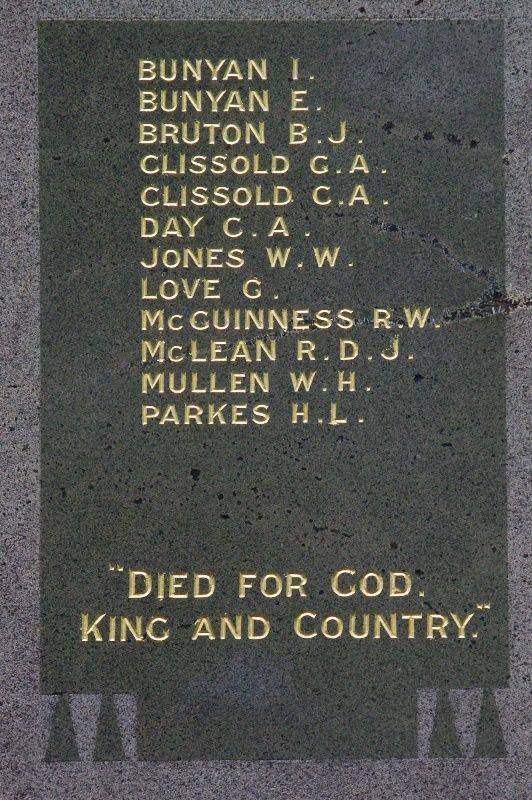 BUNYAN I.
BUNYAN E.
BRUTON B.J.
CLISSOLD G.A.
CLISSOLD C.A.
DAY C.A.
JONES W.W.
LOVE G.
McGUINNESS R.W.
McLEAN R.D.J.
MULLEN W.H.
PARKES H.L.
"DIED FOR GOD.
KING AND COUNTRY."